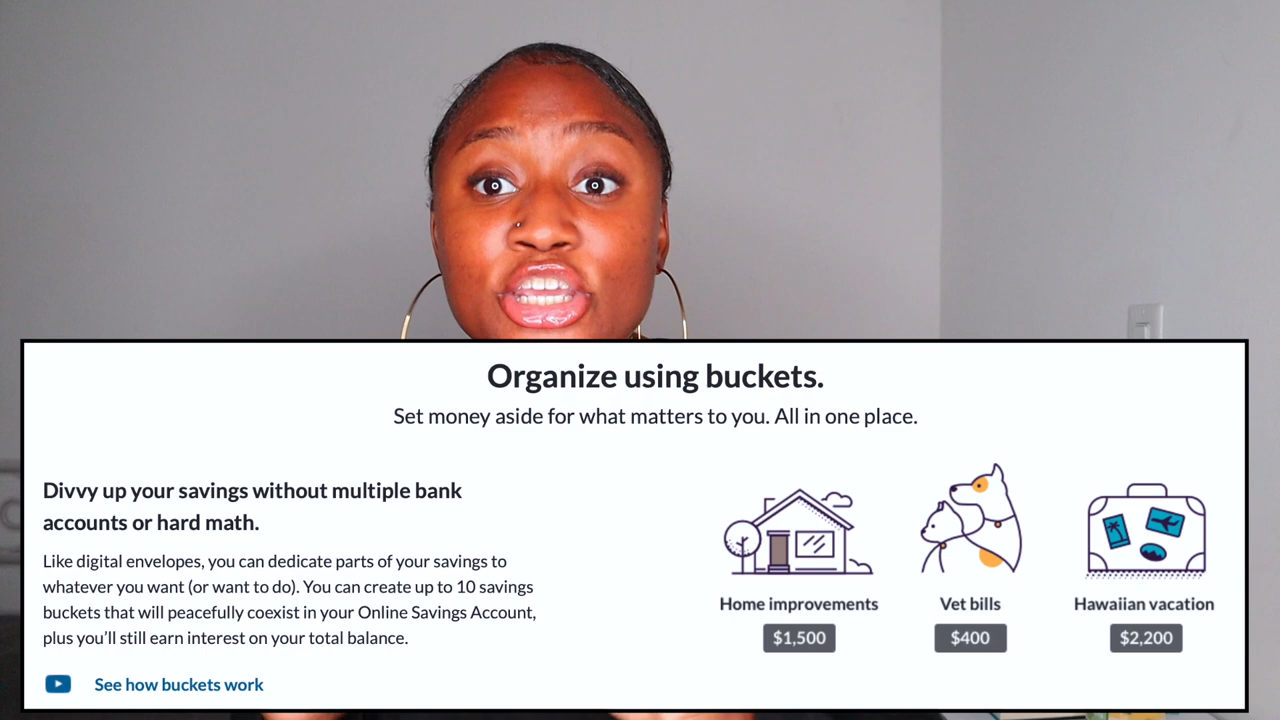 Organize using buckets.
Set money aside for what matters to you. All in one place.
Divvy up your savings without multiple bank
accounts or hard math.
Like digital envelopes, you can dedicate parts of your savings to
whatever you want (or want to do). You can create up to 10 savings
buckets that will peacefully coexist in your Online Savings Account,
plus you’ll still earn interest on your total balance.
See how buckets work
Home improvements
$1,500
Vet bills
$400
Hawaiian vacation
$2,200